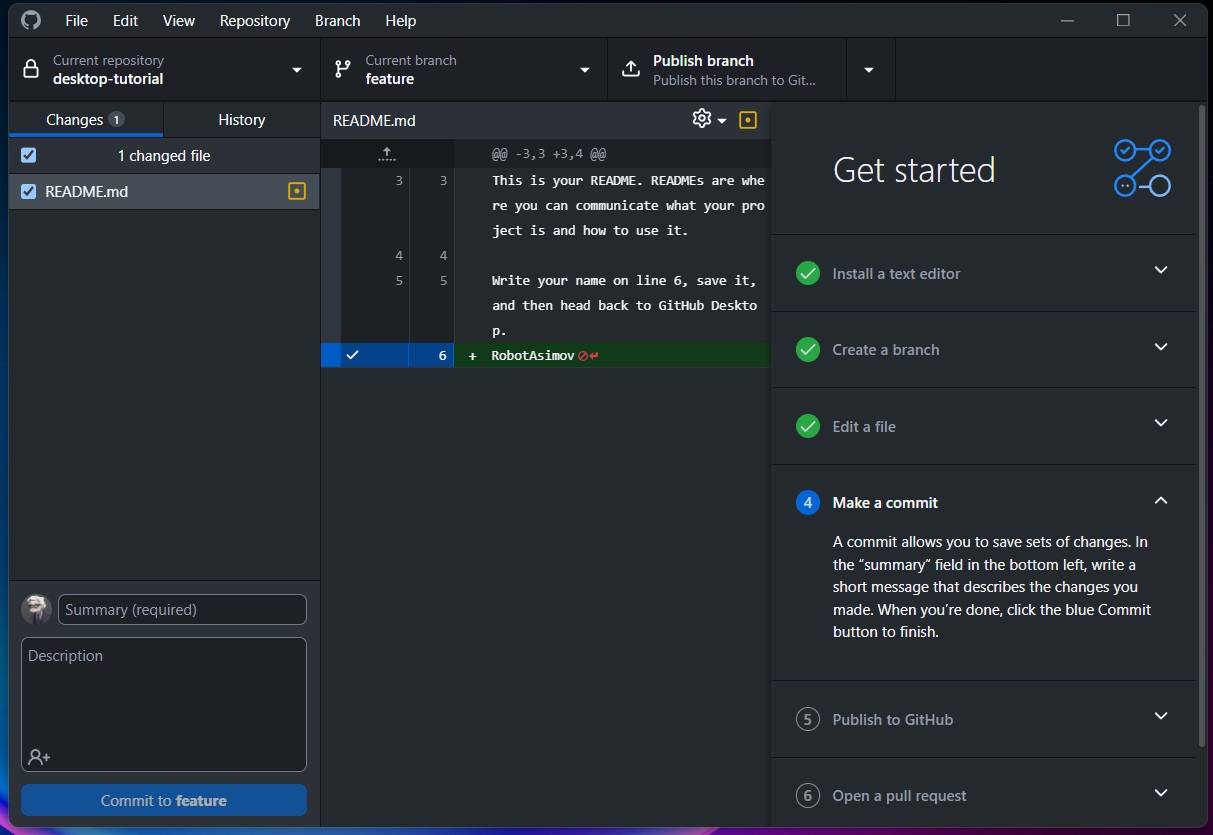 File Edit View Repository Branch Help
Current repository
desktop-tutorial
Current branch
feature
Publish branch
Publish this branch to Git...
Changes 1
History
1 changed file
README.md
README.md
@@ -3,3 +3,4 @@
3 3 This is your README. READMEs are whe
re you can communicate what your pro
ject is and how to use it.
4 4
5 5 Write your name on line 6, save it,
and then head back to GitHub Deskto
p.
6 + RobotAsimov
Get started
Install a text editor
Create a branch
Edit a file
4 Make a commit
A commit allows you to save sets of changes. In
the “summary” field in the bottom left, write a
short message that describes the changes you
made. When you’re done, click the blue Commit
button to finish.
5 Publish to GitHub
6 Open a pull request
Summary (required)
Description
Commit to feature